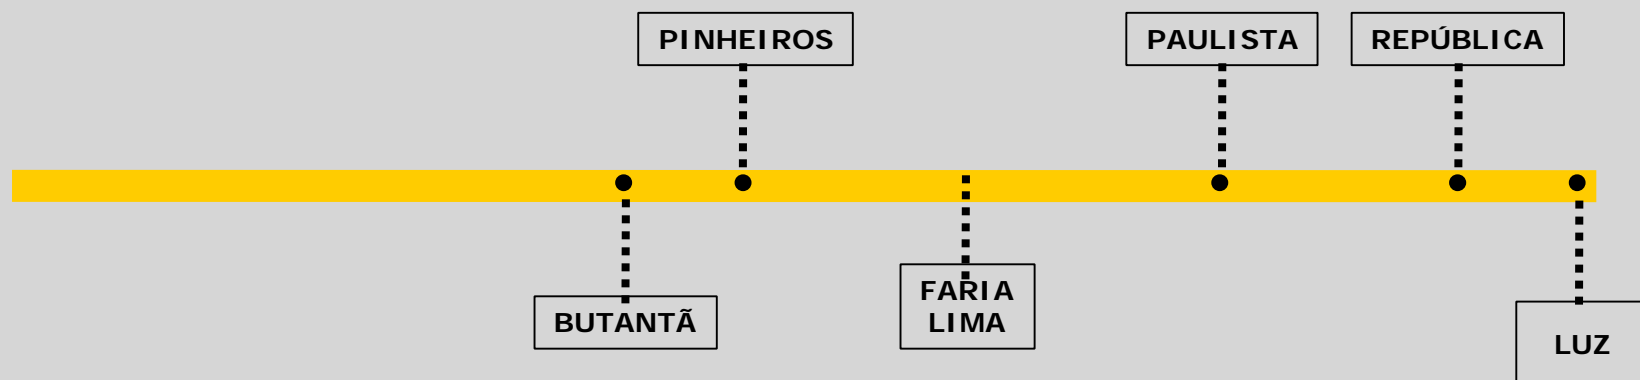 PINHEIROS
PAULISTA
REPÚBLICA
BUTANTÃ
FARIA
LIMA
LUZ